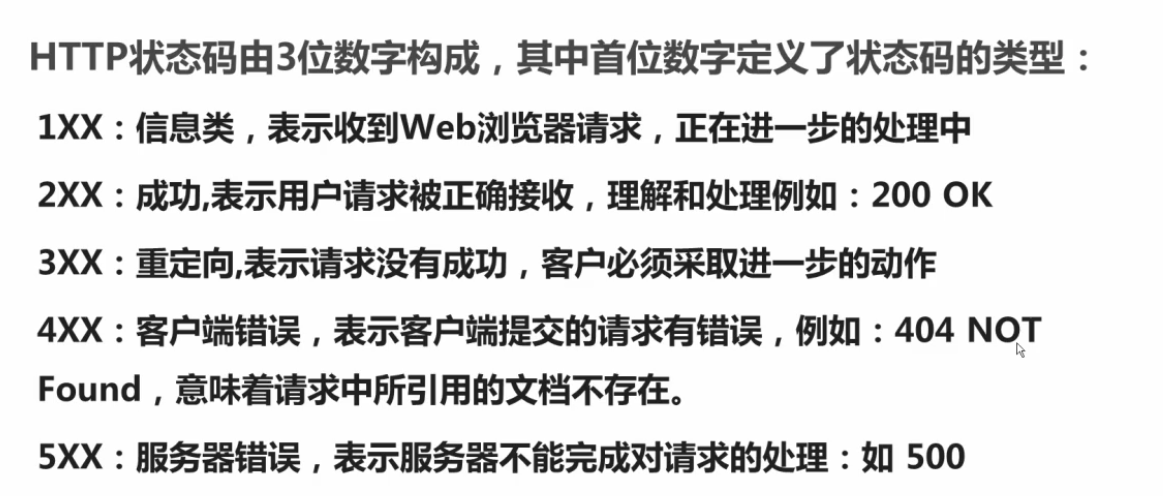 HTTP状态码由3位数字构成，其中首位数字定义了状态码的类型：
1XX：信息类，表示收到Web浏览器请求，正在进一步的处理中
2XX：成功,表示用户请求被正确接收，理解和处理例如：200 OK
3XX：重定向,表示请求没有成功，客户必须采取进一步的动作
4XX：客户端错误，表示客户端提交的请求有错误，例如：404 NOT
Found，意味着请求中所引用的文档不存在。
5XX：服务器错误，表示服务器不能完成对请求的处理：如 500